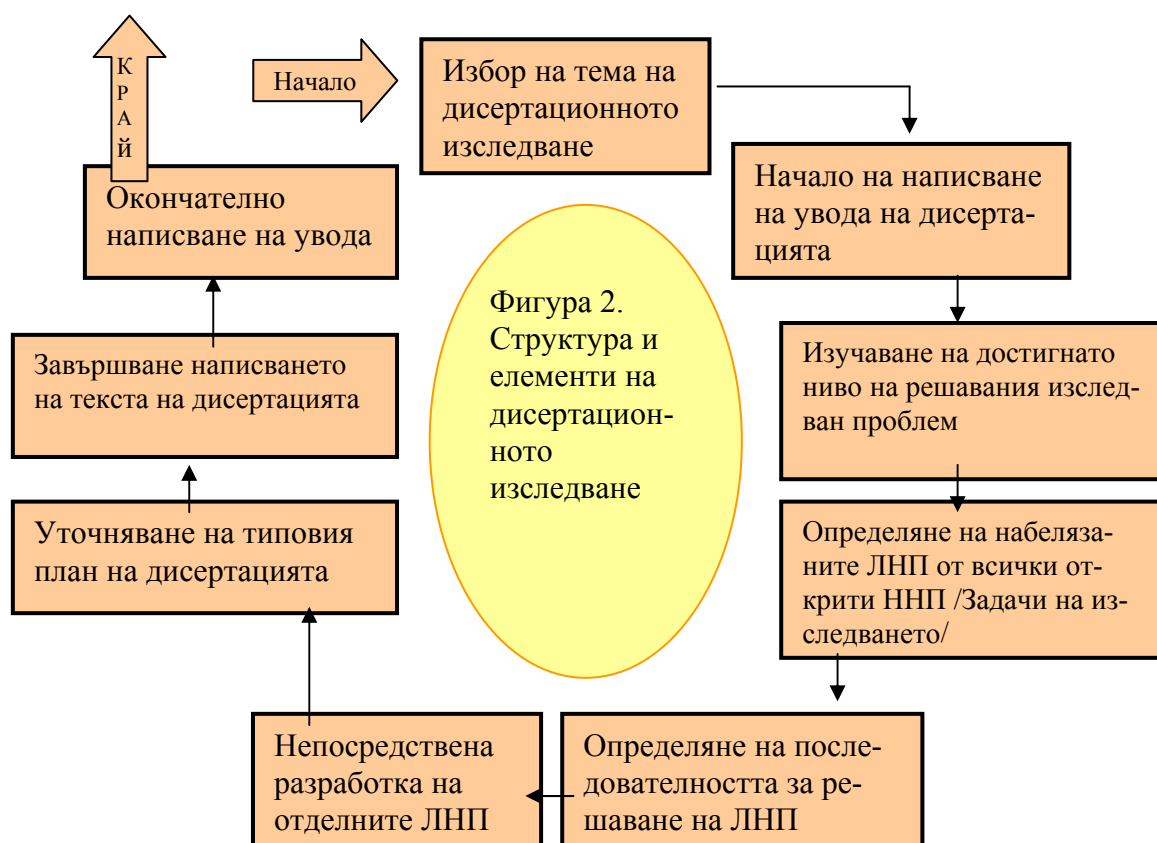 Начало
Избор на тема на
дисертационното
изследване
Начало на написване
на увода на дисерта-
цията
Изучаване на достигнато
ниво на решавания изслед-
ван проблем
Определяне на набеляза-
ните ЛНП от всички от-
крити ННП /Задачи на из-
следването/
Определяне на после-
дователността за ре-
шаване на ЛНП
Непосредствена
разработка на
отделните ЛНП
Уточняване на типовия
план на дисертацията
Завършване написването
на текста на дисертацията
Окончателно
написване на увода
К
Р
А
Й
Фигура 2.
Структура и
елементи на
дисертацион-
ното
изследване